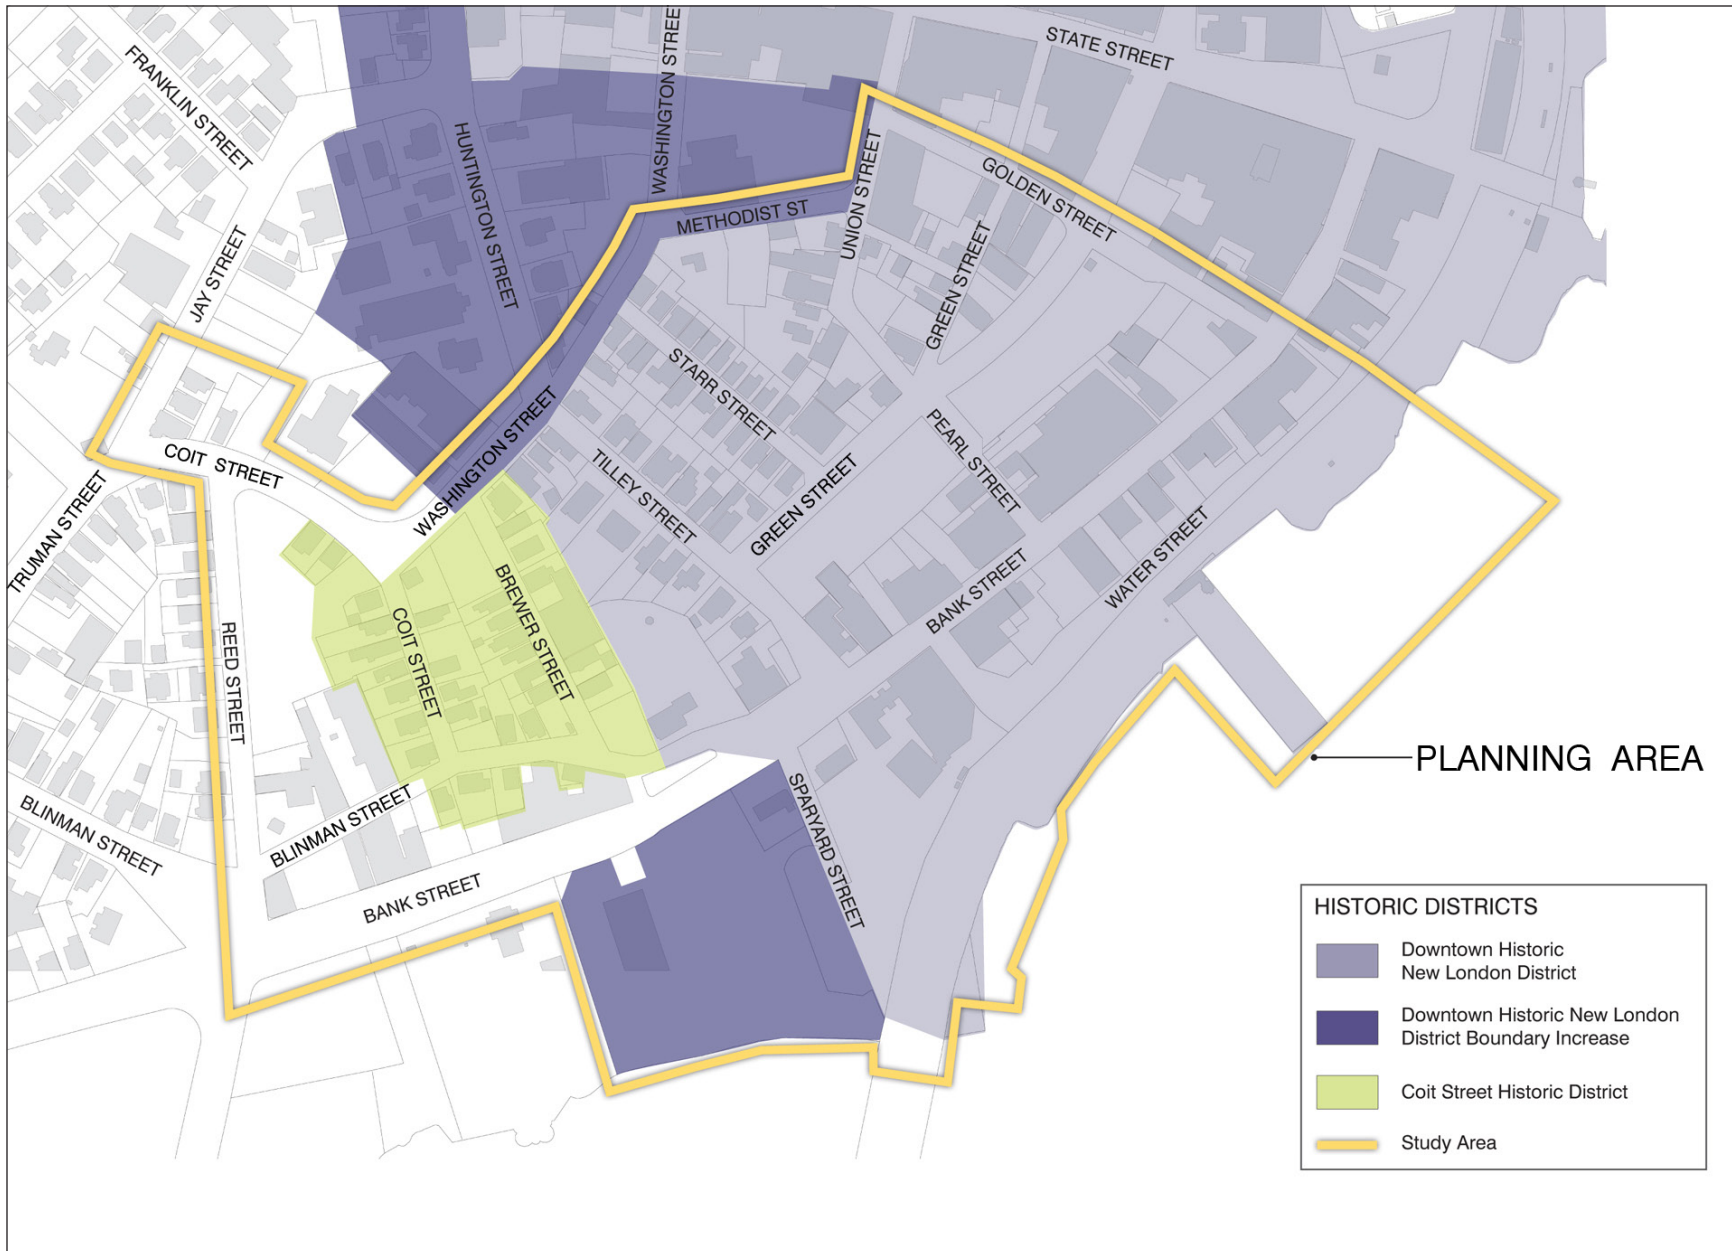 WASHINGTON STREET
STATE STREET
FRANKLIN STREET
HUNTINGTON STREET
UNION STREET
GOLDEN STREET
METHODIST ST
JAY STREET
GREEN STREET
STARR STREET
COIT STREET
WASHINGTON STREET
TILLEY STREET
GREEN STREET
PEARL STREET
TRUMAN STREET
WATER STREET
BANK STREET
BREWER STREET
COIT STREET
REED STREET
PLANNING AREA
BLINMAN STREET
BLINMAN STREET
SPARYARD STREET
BANK STREET
HISTORIC DISTRICTS
Downtown Historic
New London District
Downtown Historic New London
District Boundary Increase
Coit Street Historic District
Study Area